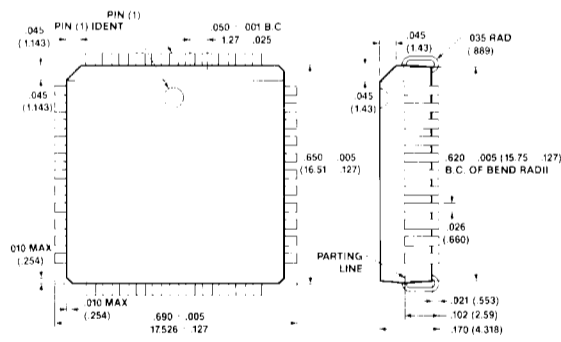 PIN (1)
PIN (1) IDENT
.045
(1.143)
.050 .001 B.C
1.27 .025
.045
(1.143)
.650 .005
(16.51 .127)
010 MAX
(.254)
.010 MAX
(.254)
.690 .005
17.526 .127
.045
(1.43)
.035 RAD
(.889)
.045
(1.43)
.620 .005 (15.75 .127)
B.C. OF BEND RADII
.026
(.660)
PARTING
LINE
.021 (.553)
.102 (2.59)
.170 (4.318)